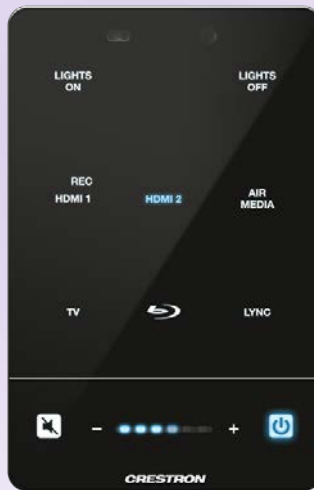 LIGHTS
ON
LIGHTS
OFF
REC
HDMI 1
HDMI 2
AIR
MEDIA
TV
LYNC
- +
CRESTRON